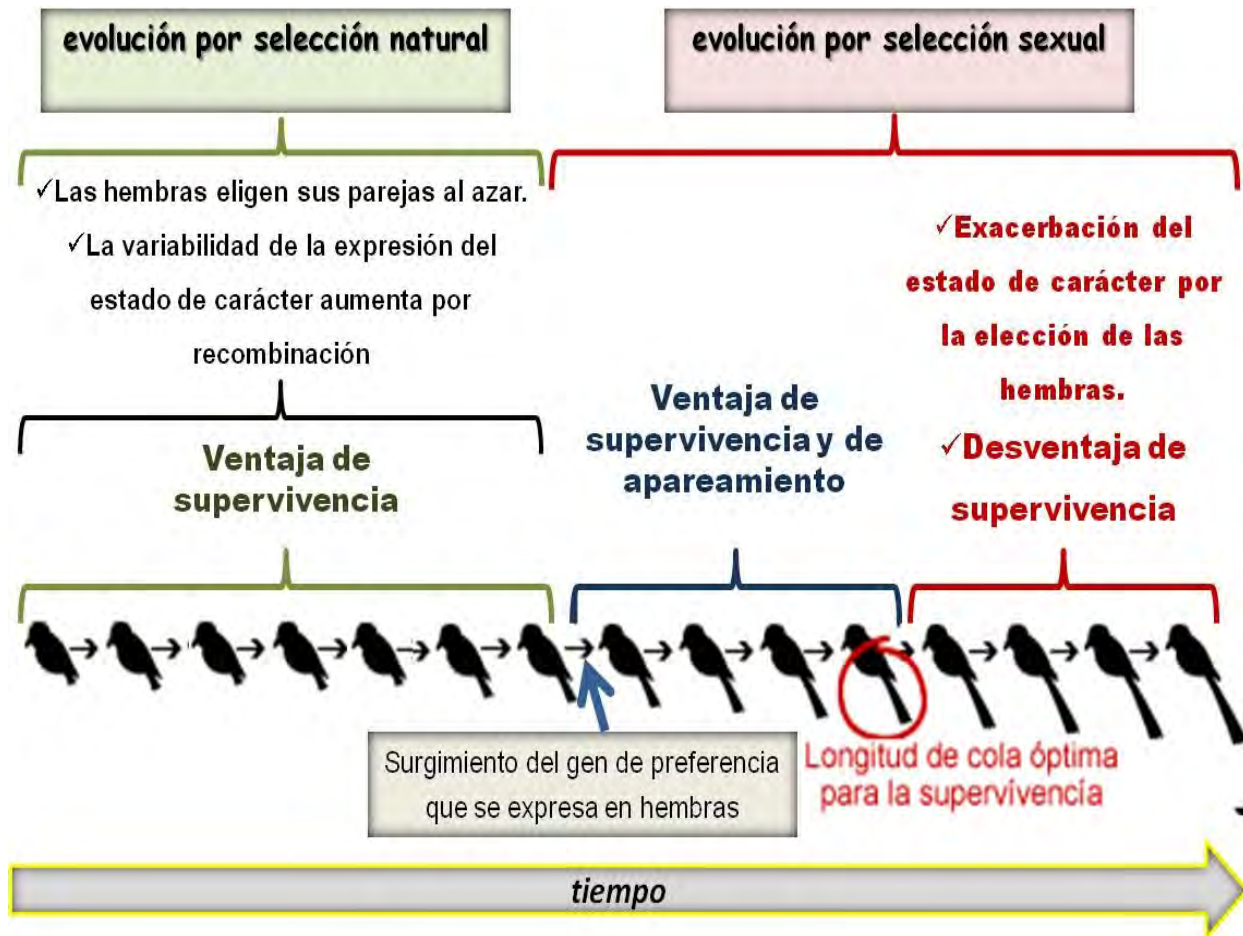 evolución por selección natural
evolución por selección sexual
✓Las hembras eligen sus parejas al azar.
✓La variabilidad de la expresión del
estado de carácter aumenta por
recombinación
Ventaja de
supervivencia
Ventaja de
supervivencia y de
apareamiento
✓Exacerbación del
estado de carácter por
la elección de las
hembras.
✓Desventaja de
supervivencia
Surgimiento del gen de preferencia
que se expresa en hembras
Longitud de cola óptima
para la supervivencia
tiempo